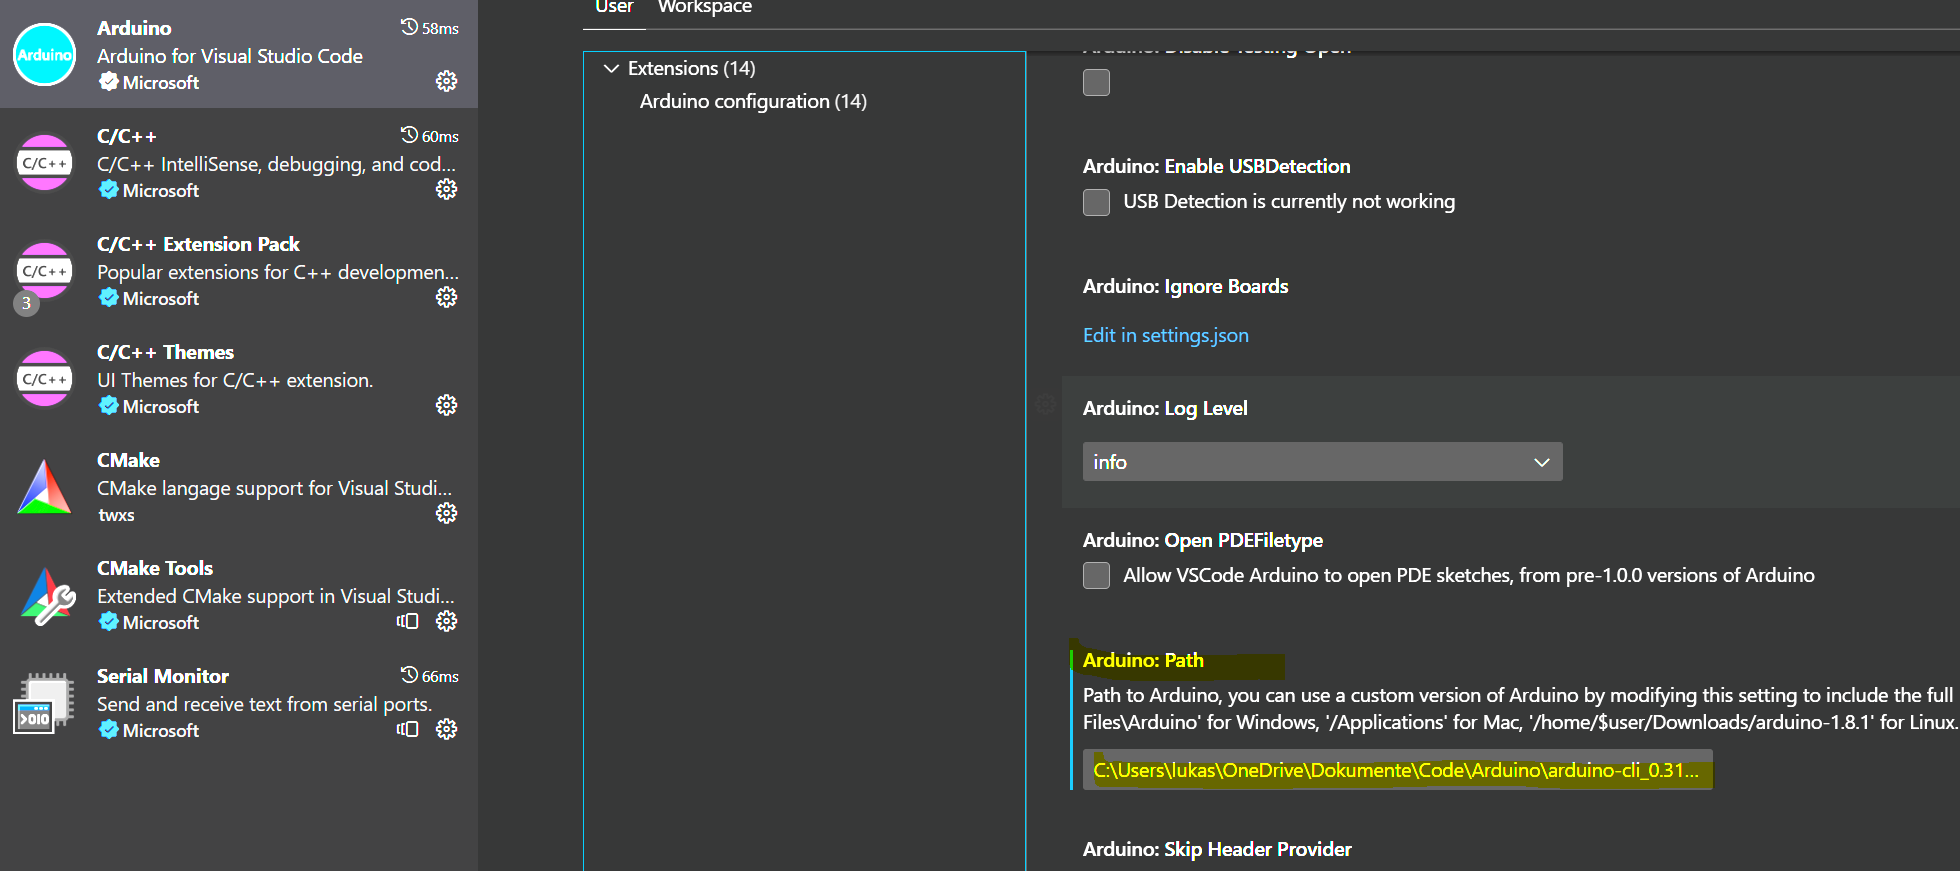 Arduino
58ms
Arduino for Visual Studio Code
Microsoft
C/C++
60ms
C/C++ IntelliSense, debugging, and cod...
Microsoft
C/C++ Extension Pack
Popular extensions for C++ developmen...
3
Microsoft
C/C++ Themes
UI Themes for C/C++ extension.
Microsoft
CMake
CMake langage support for Visual Studi...
twxs
CMake Tools
Extended CMake support in Visual Studi...
Microsoft
Serial Monitor
66ms
Send and receive text from serial ports.
Microsoft
Arduino
C/C++
C/C++
C/C++
>010
User Workspace
Extensions (14)
Arduino configuration (14)
Arduino: Disable Testing Open
Arduino: Enable USBDetection
USB Detection is currently not working
Arduino: Ignore Boards
Edit in settings.json
Arduino: Log Level
info
Arduino: Open PDEFiletype
Allow VSCode Arduino to open PDE sketches, from pre-1.0.0 versions of Arduino
Arduino: Path
Path to Arduino, you can use a custom version of Arduino by modifying this setting to include the full
Files\Arduino' for Windows, '/Applications' for Mac, '/home/$user/Downloads/arduino-1.8.1' for Linux.
C:\Users\lukas\OneDrive\Dokumente\Code\Arduino\arduino-cli_0.31...
Arduino: Skip Header Provider